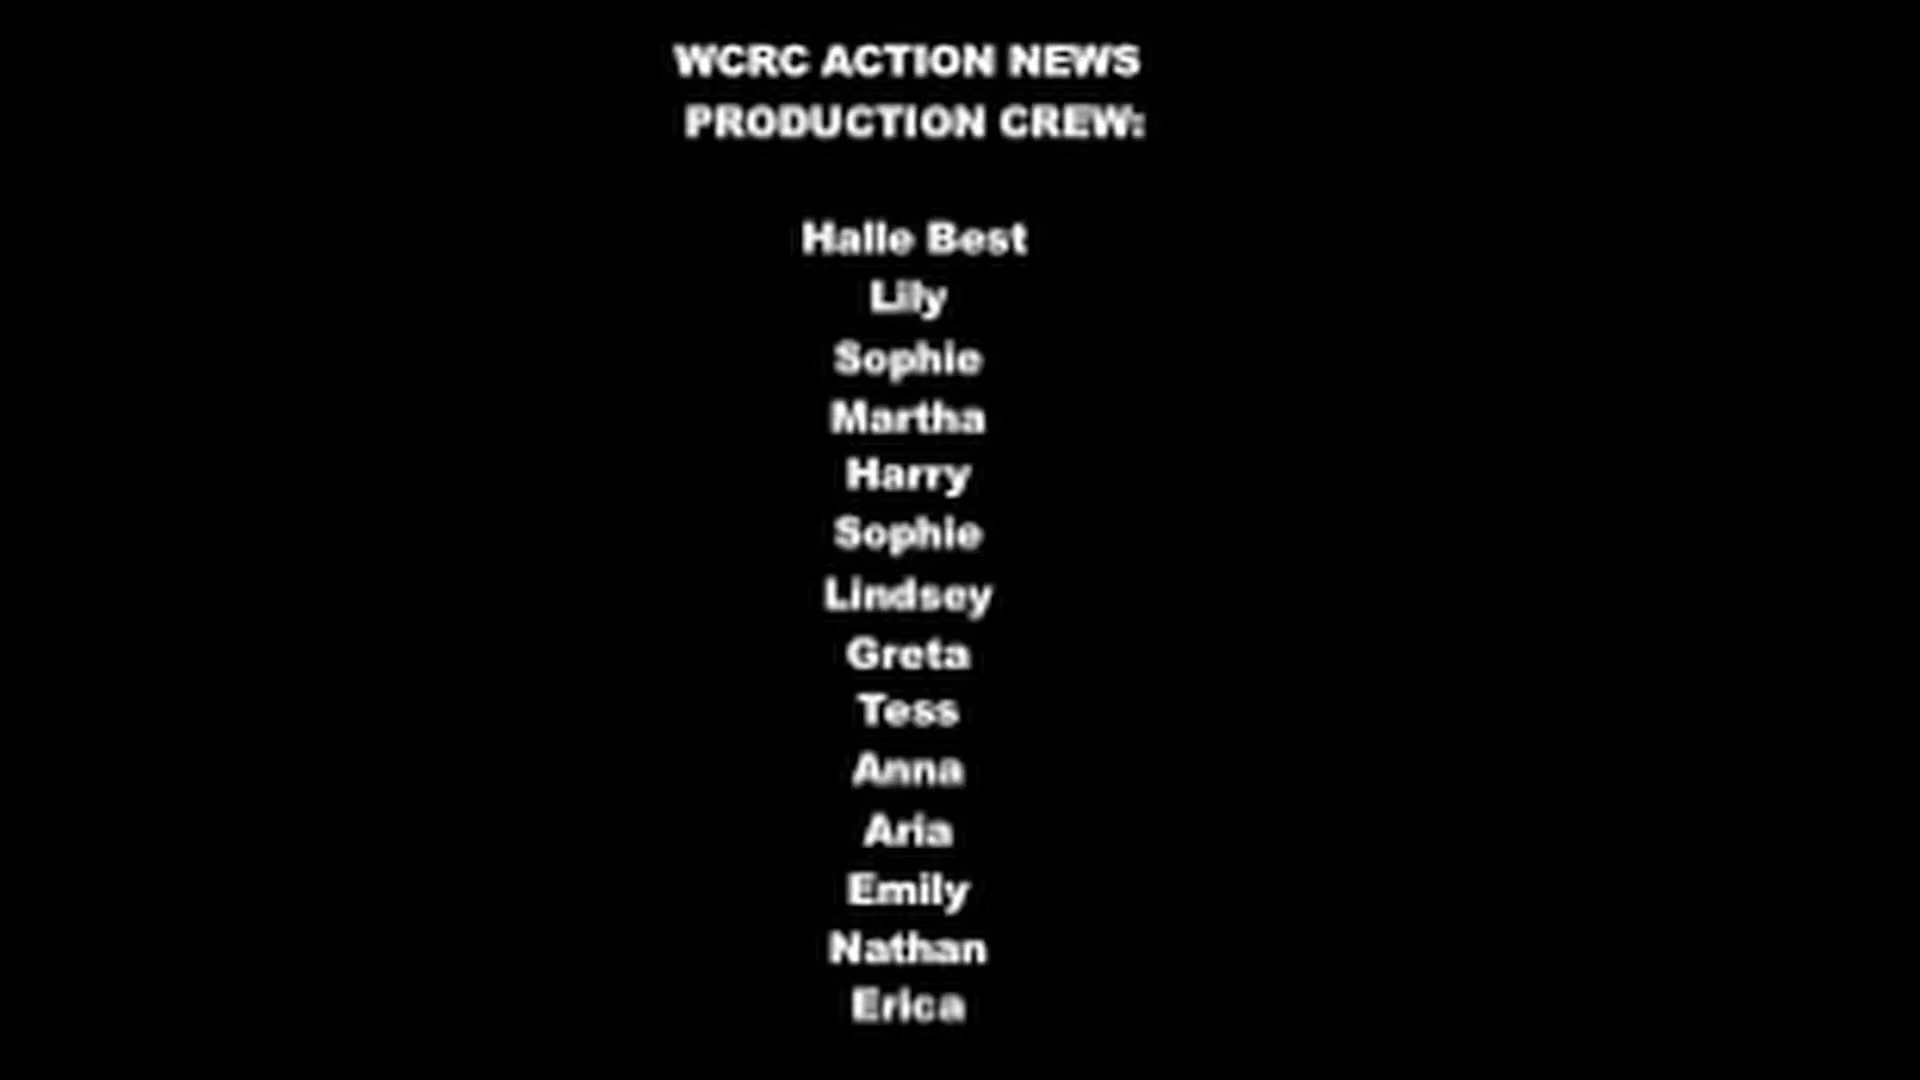 WCRC ACTION NEWS
PRODUCTION CREW:
Halle Best
Lily
Sophie
Martha
Harry
Sophie
Lindsey
Greta
Tess
Anna
Aria
Emily
Nathan
Erica